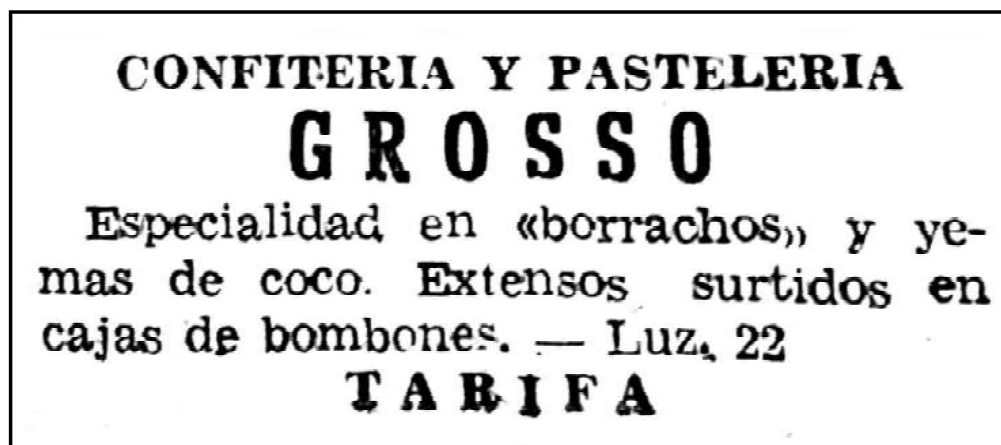 CONFITERIA Y PASTELERIA
GROSSO
Especialidad en «borrachos» y ye-
mas de coco. Extensos surtidos en
cajas de bombones. — Luz, 22
TARIFA